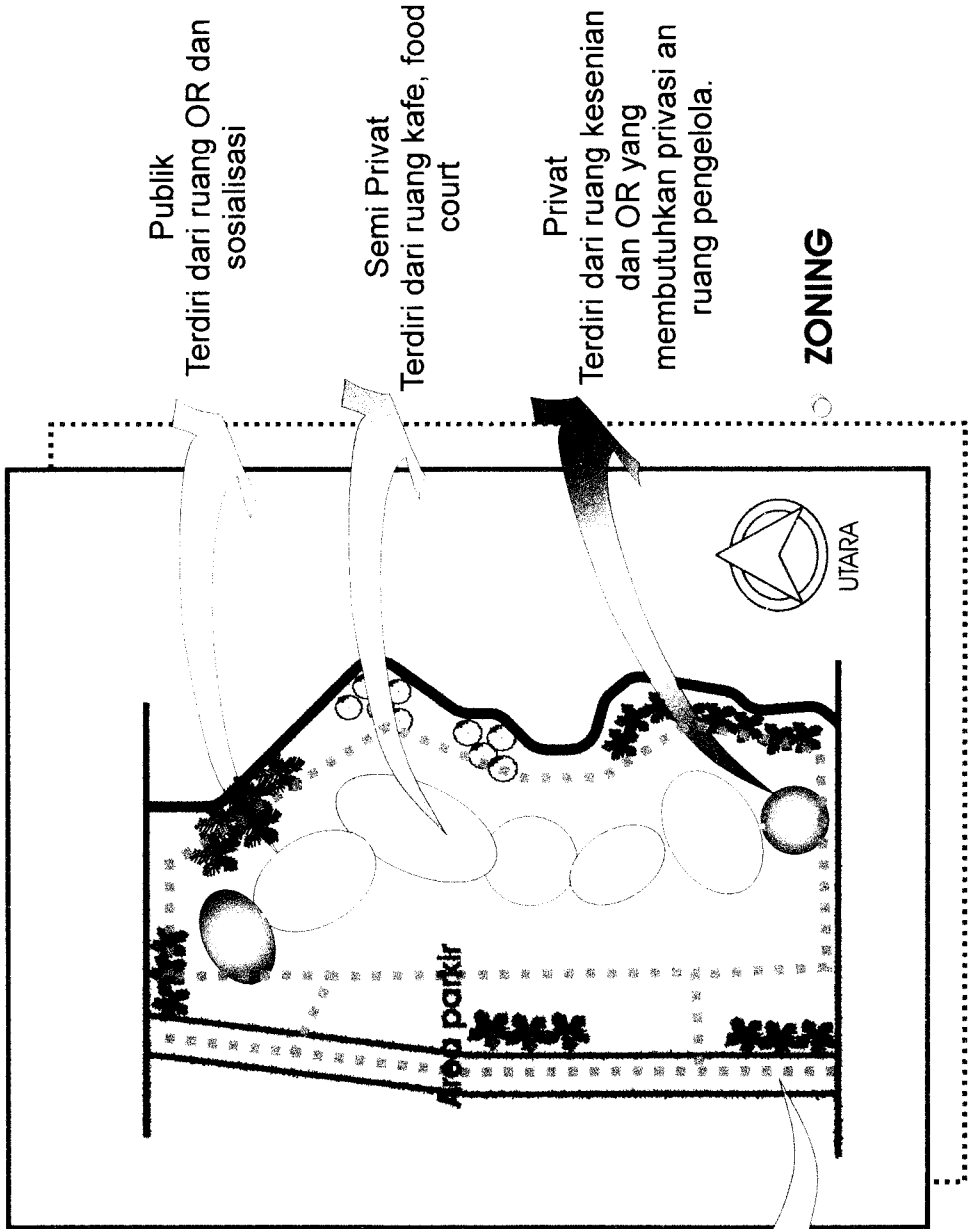 Publik
Terdiri dari ruang OR dan
sosialisasi
Semi Privat
Terdiri dari ruang kafe, food
court
Privat
Terdiri dari ruang kesenian
dan OR yang
membutuhkan privasi an
ruang pengelola.
ZONING
UTARA
Area parkir